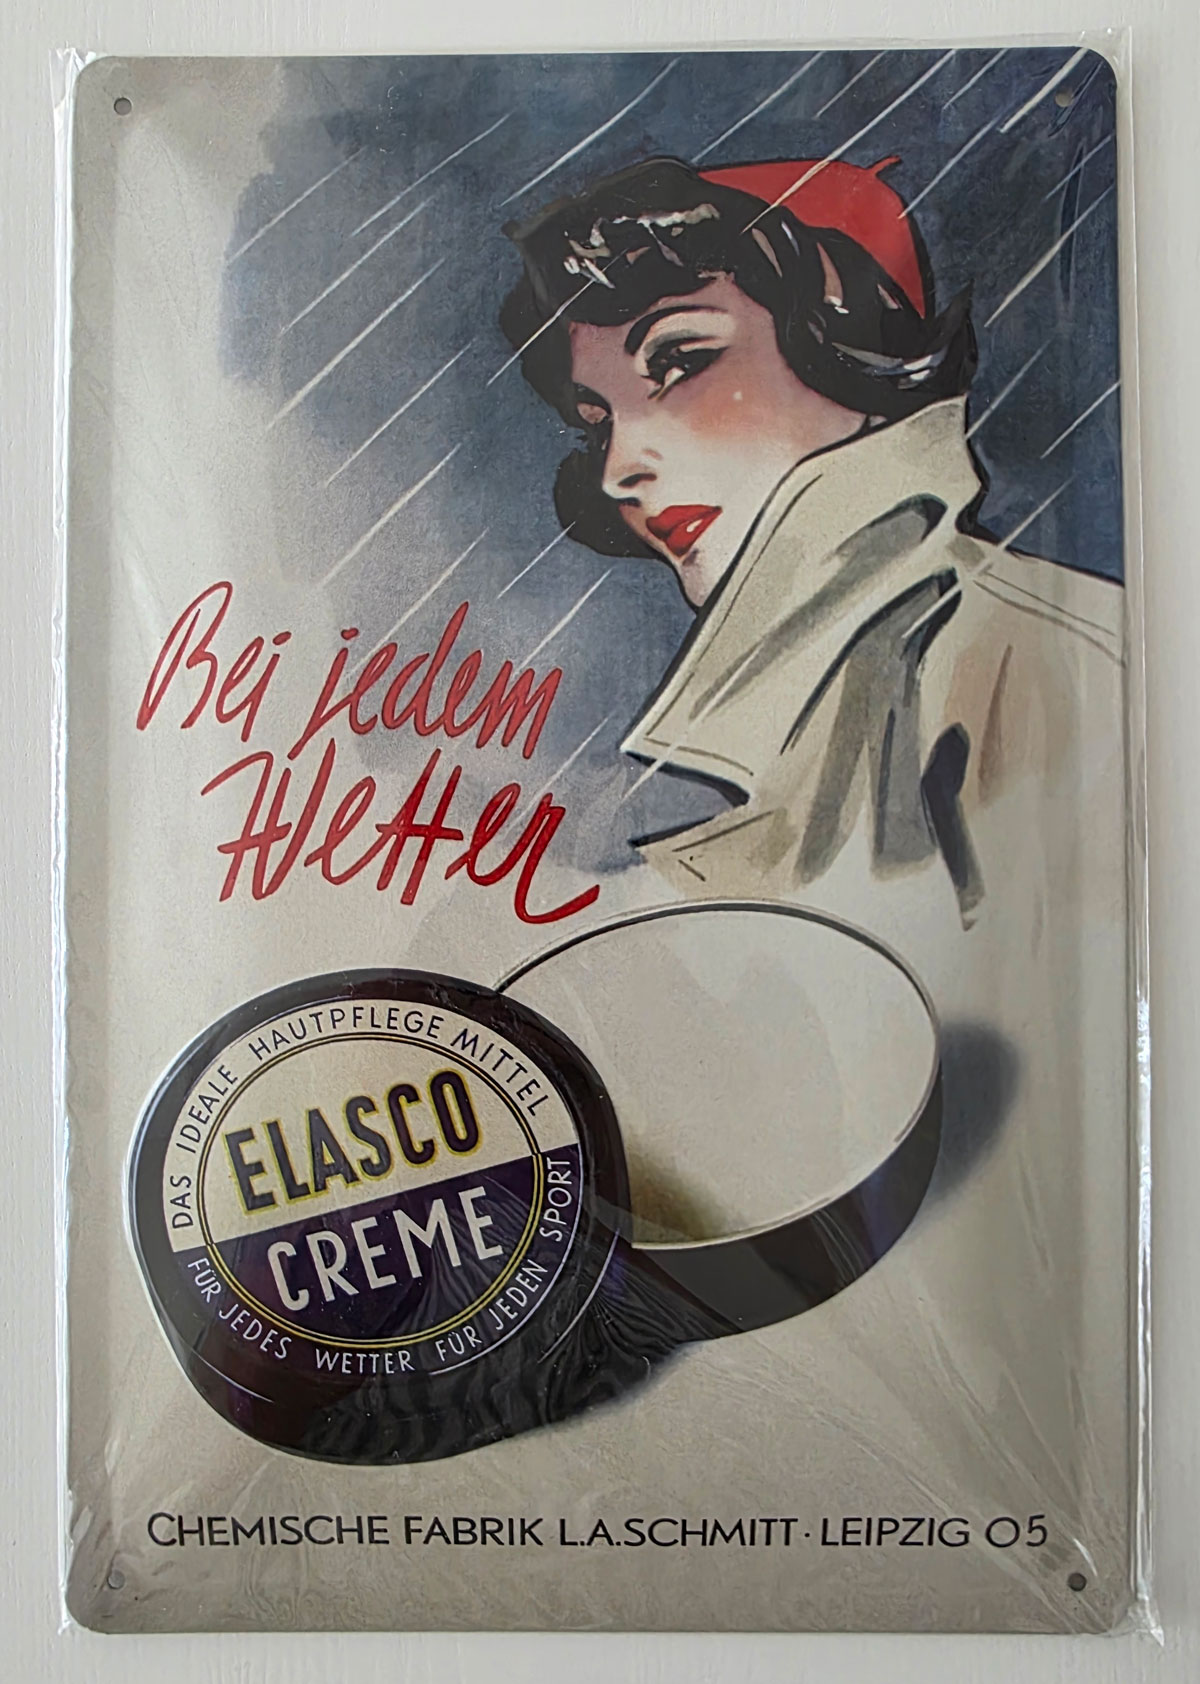 Bei jedem
Wetter
DAS IDEALE HAUTPFLEGE MITTEL
ELASCO
CREME
FÜR JEDES WETTER FÜR JEDEN SPORT
CHEMISCHE FABRIK L.A.SCHMITT · LEIPZIG O5